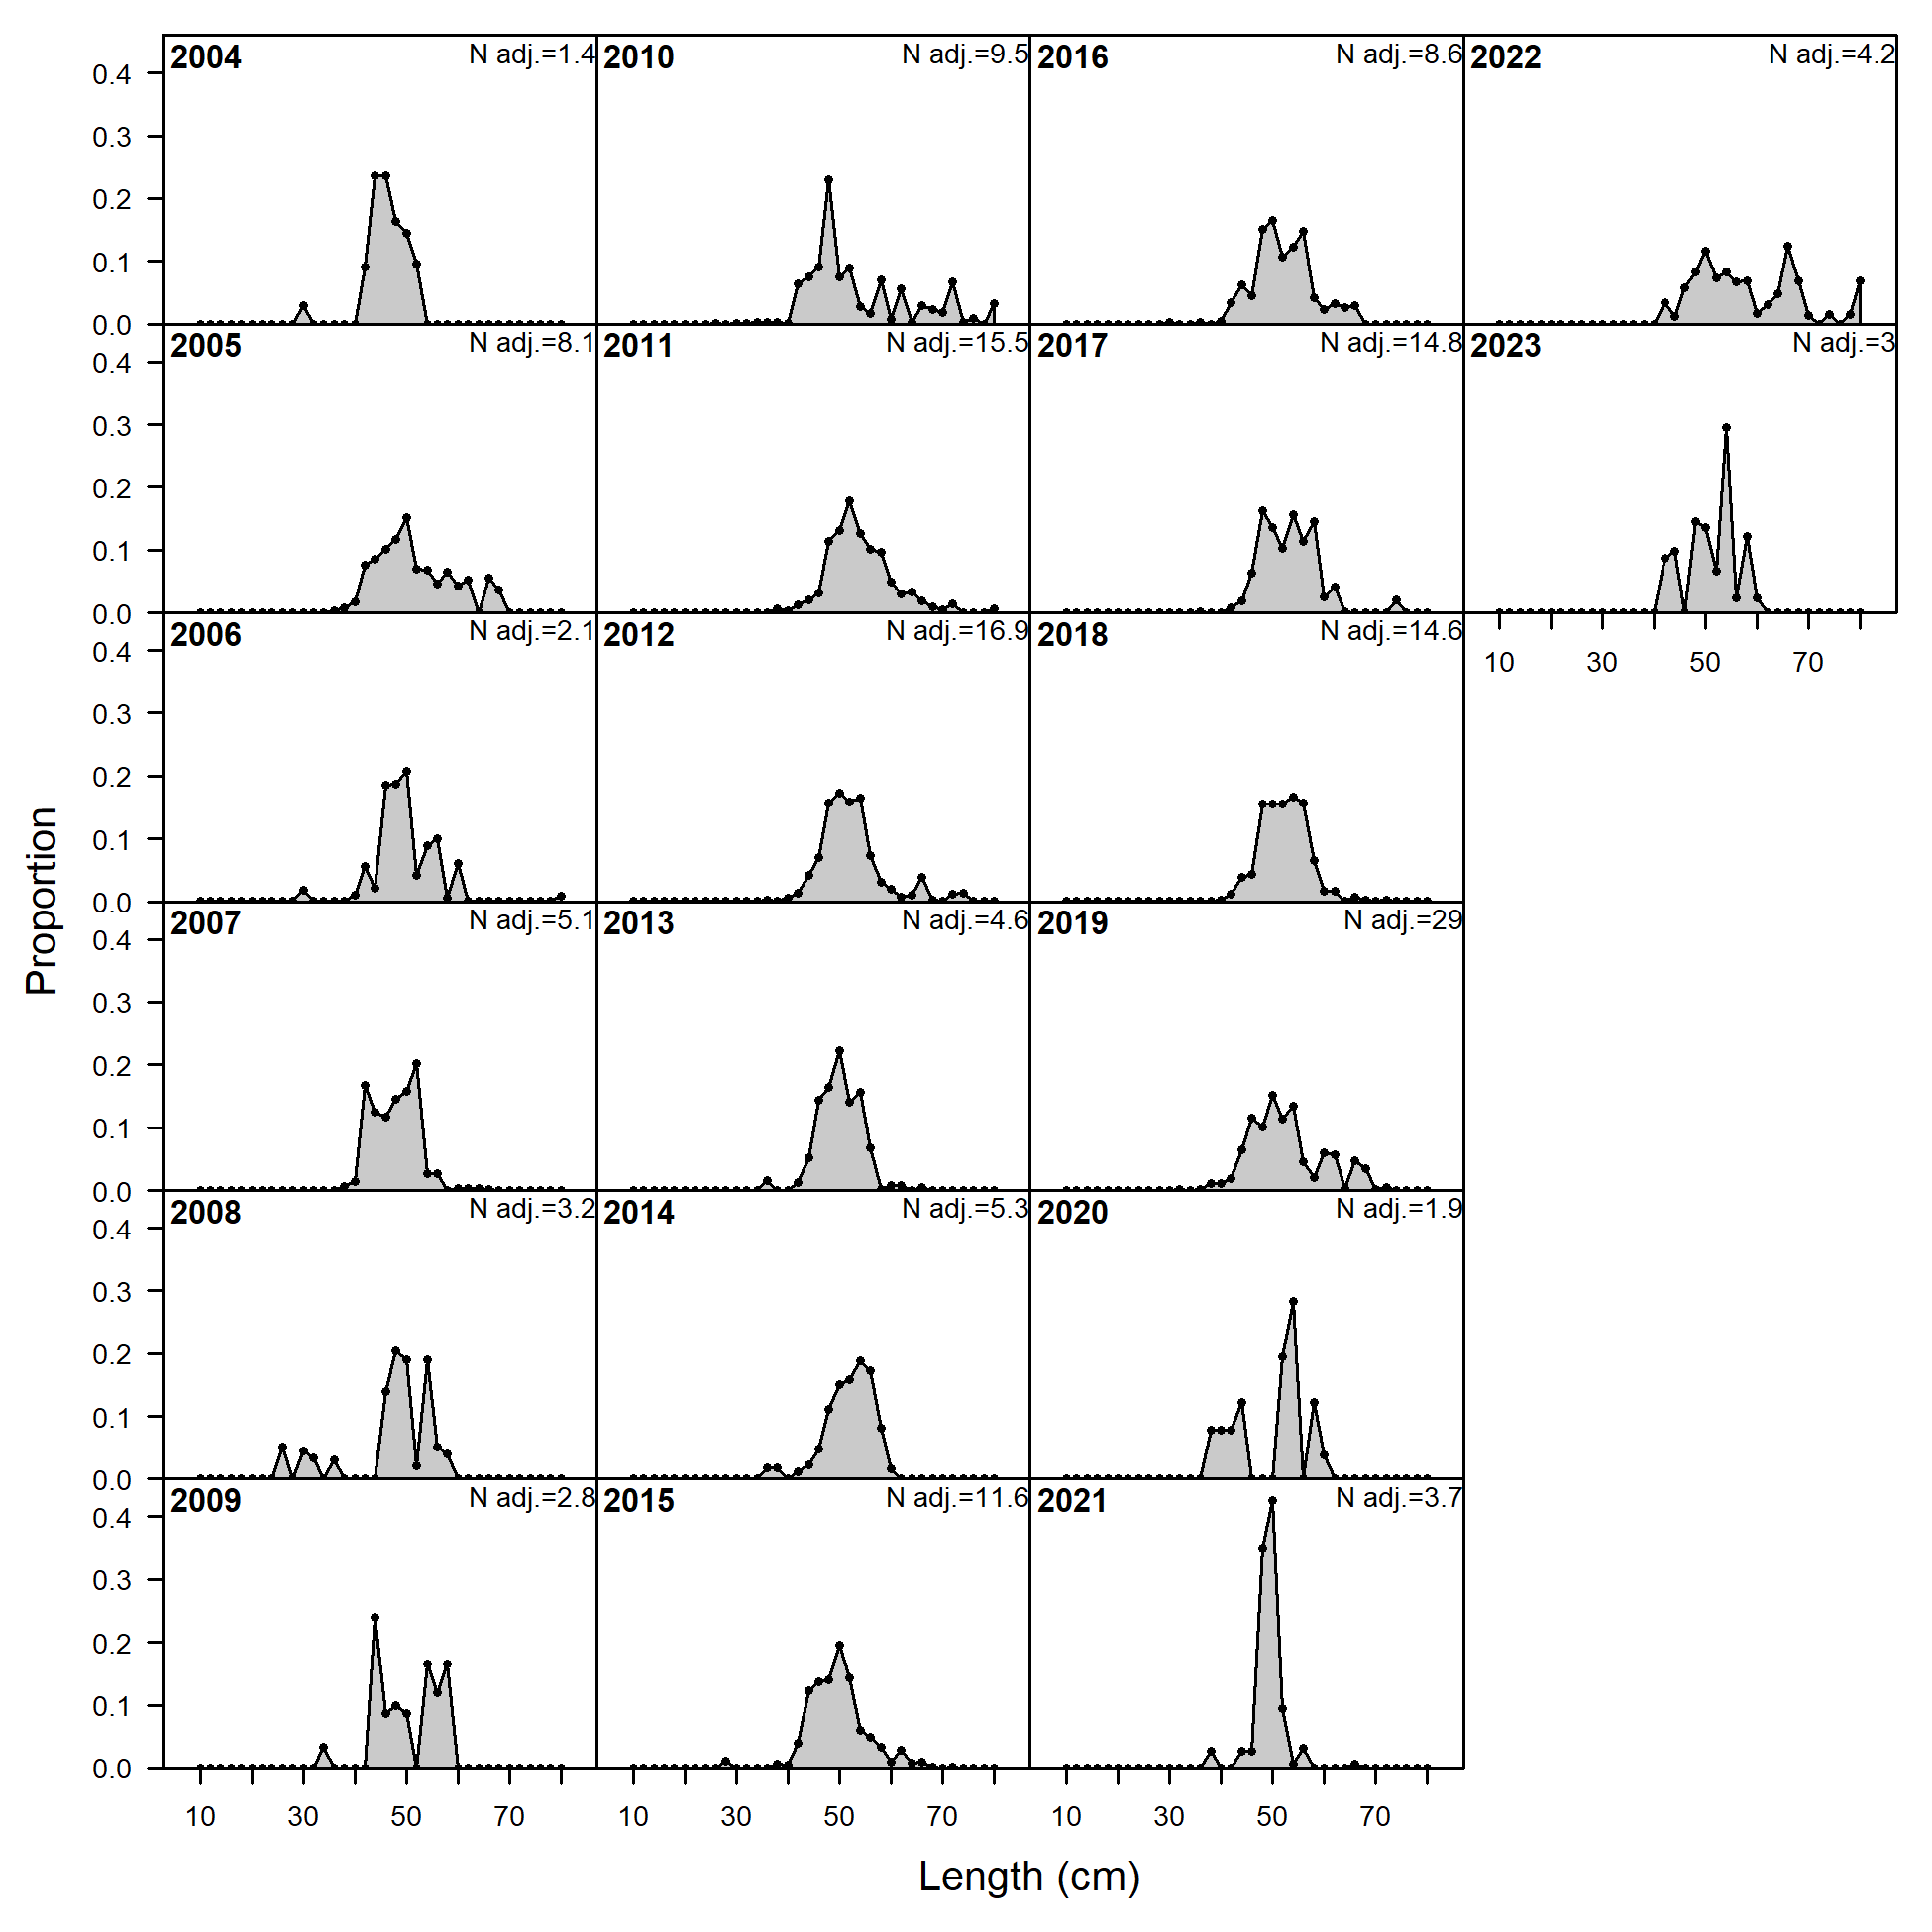 2004 N adj.=1.4 2010 N adj.=9.5 2016 N adj.=8.6 2022 N adj.=4.2
0.4
0.3
0.2
0.1
0.0
2005 N adj.=8.1 2011 N adj.=15.5 2017 N adj.=14.8 2023 N adj.=3
0.4
0.3
0.2
0.1
0.0
2006 N adj.=2.1 2012 N adj.=16.9 2018 N adj.=14.6
0.4 10 30 50 70
0.3
0.2
0.1
0.0
2007 N adj.=5.1 2013 N adj.=4.6 2019 N adj.=29
0.4
0.3
0.2
0.1
0.0
2008 N adj.=3.2 2014 N adj.=5.3 2020 N adj.=1.9
0.4
0.3
0.2
0.1
0.0
2009 N adj.=2.8 2015 N adj.=11.6 2021 N adj.=3.7
0.4
0.3
0.2
0.1
0.0
10 30 50 70 10 30 50 70 10 30 50 70
Length (cm)
Proportion